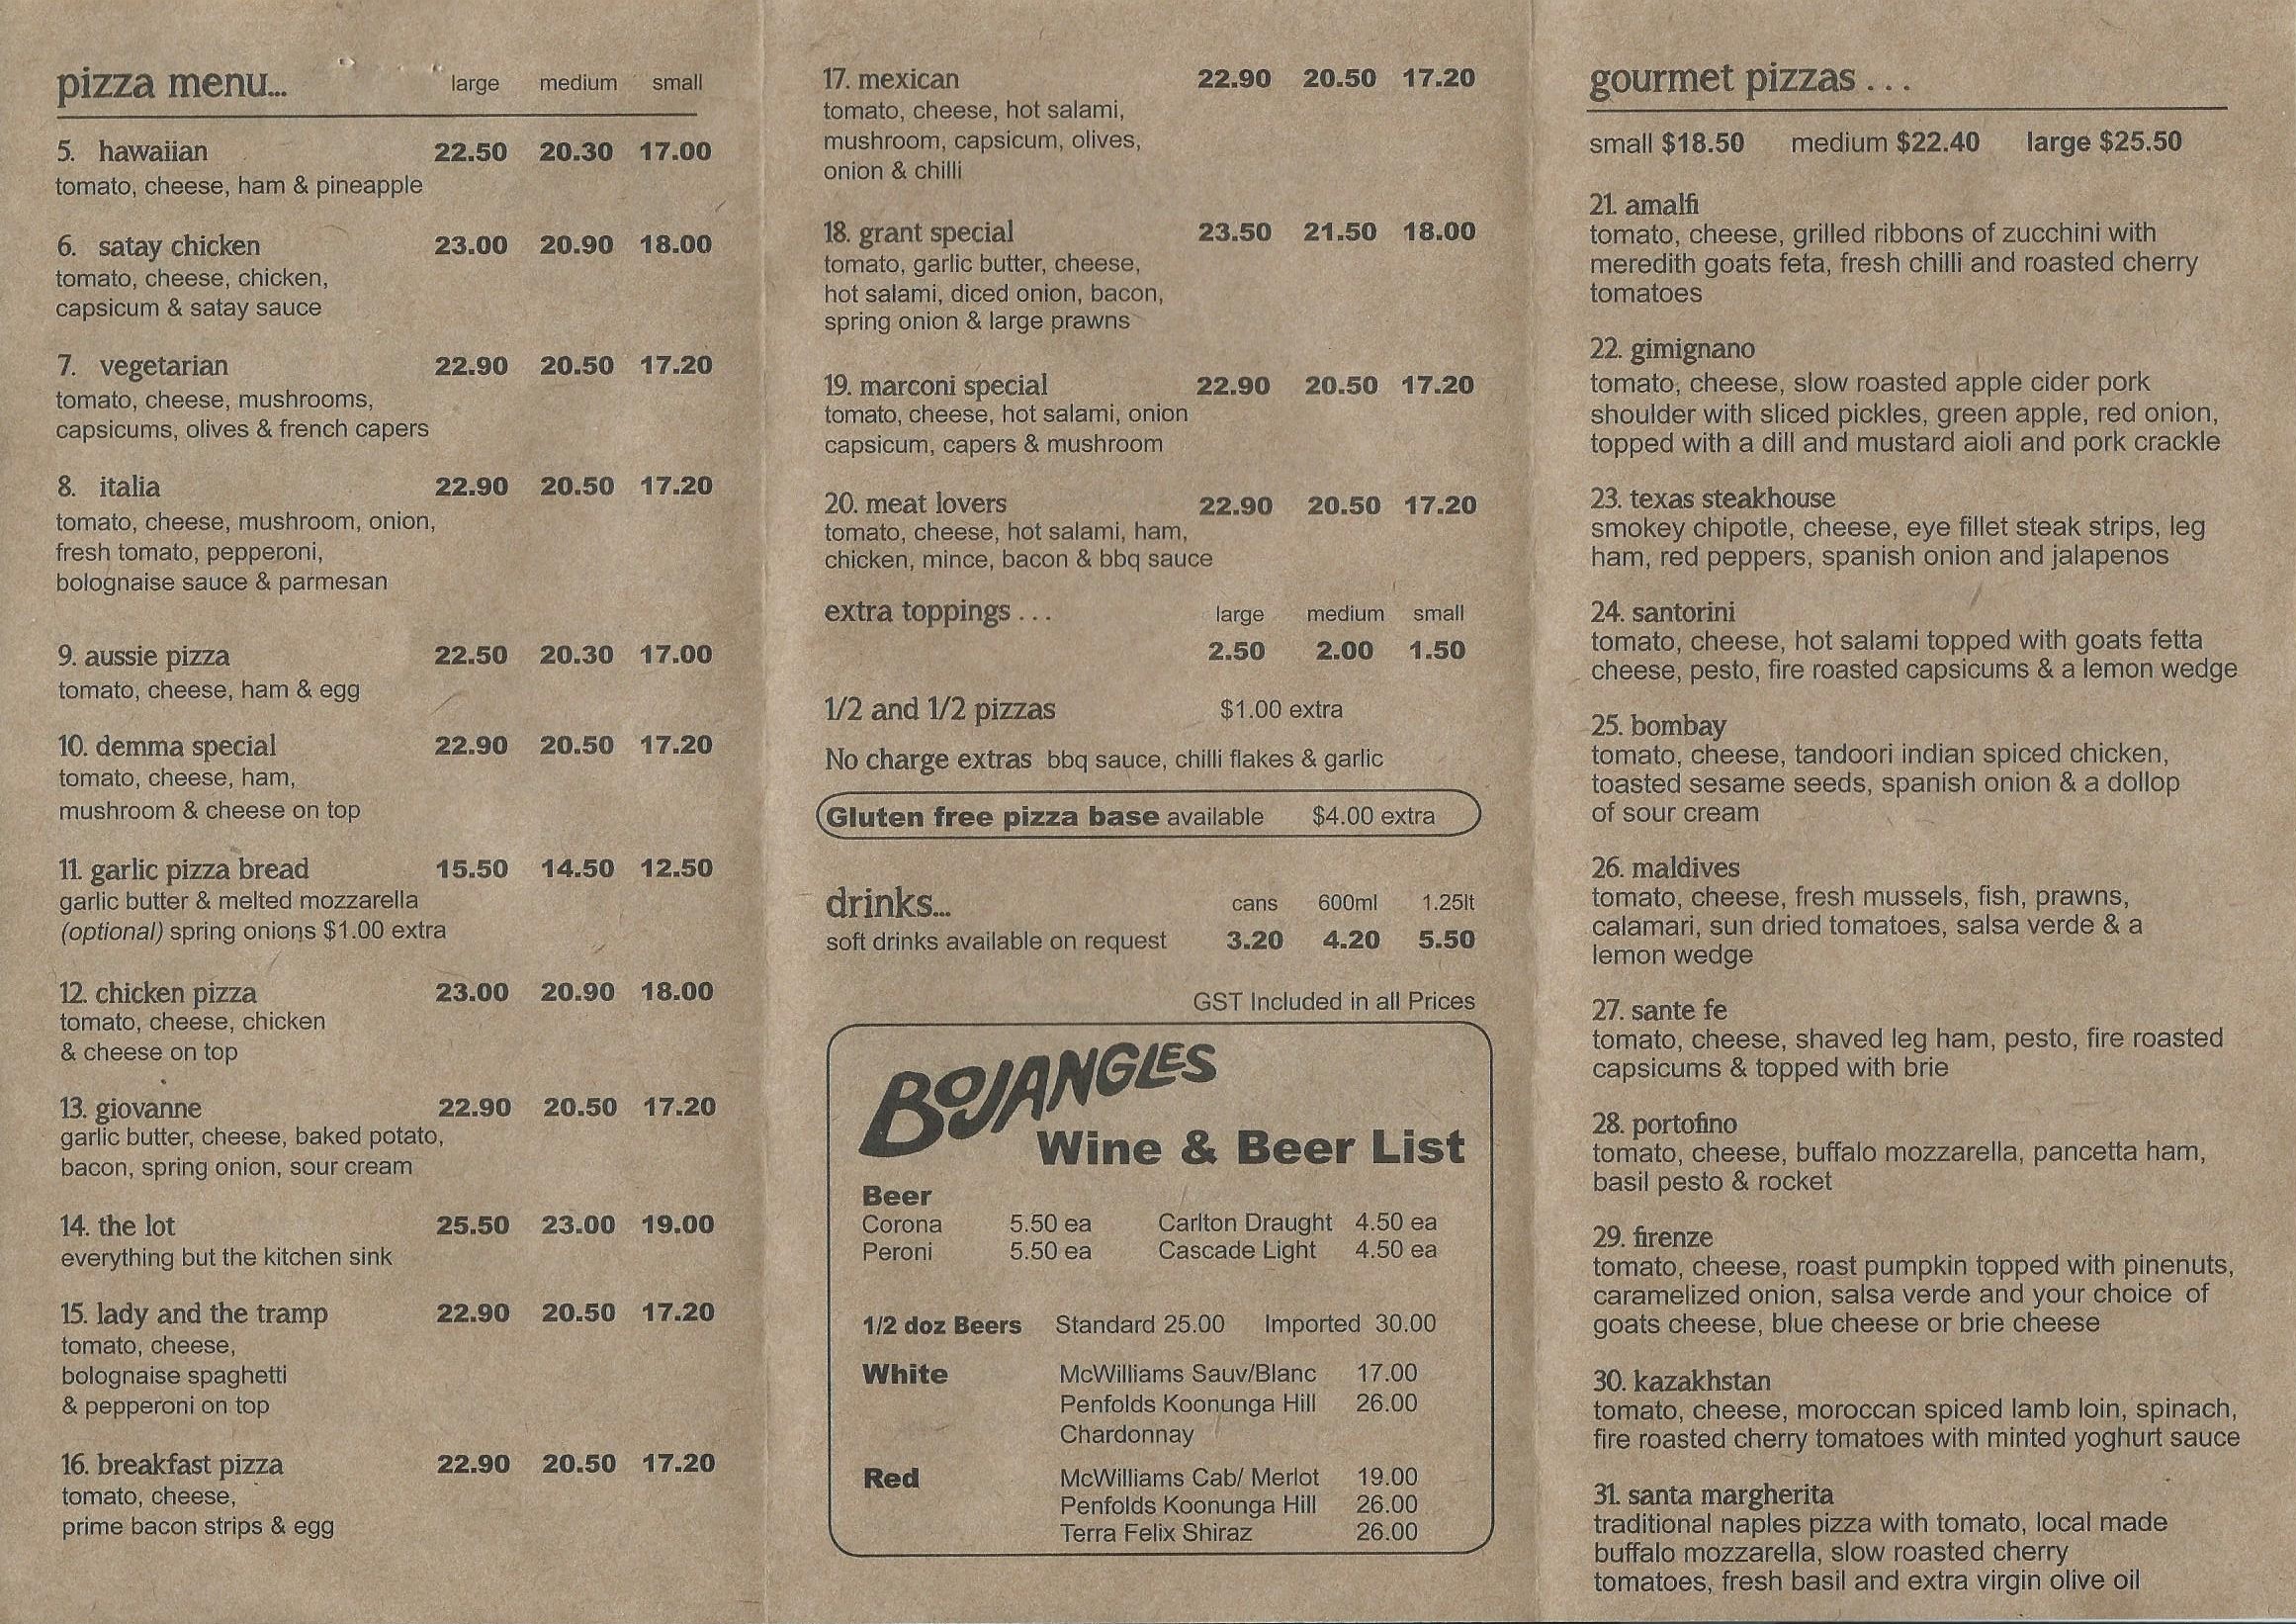 pizza menu... large medium small
5. hawaiian 22.50 20.30 17.00
tomato, cheese, ham & pineapple
6. satay chicken 23.00 20.90 18.00
tomato, cheese, chicken,
capsicum & satay sauce
7. vegetarian 22.90 20.50 17.20
tomato, cheese, mushrooms,
capsicums, olives & french capers
8. italia 22.90 20.50 17.20
tomato, cheese, mushroom, onion,
fresh tomato, pepperoni,
bolognaise sauce & parmesan
9. aussie pizza 22.50 20.30 17.00
tomato, cheese, ham & egg
10. demma special 22.90 20.50 17.20
tomato, cheese, ham,
mushroom & cheese on top
11. garlic pizza bread 15.50 14.50 12.50
garlic butter & melted mozzarella
(optional) spring onions $1.00 extra
12. chicken pizza 23.00 20.90 18.00
tomato, cheese, chicken
& cheese on top
13. giovanne 22.90 20.50 17.20
garlic butter, cheese, baked potato,
bacon, spring onion, sour cream
14. the lot 25.50 23.00 19.00
everything but the kitchen sink
15. lady and the tramp 22.90 20.50 17.20
tomato, cheese,
bolognaise spaghetti
& pepperoni on top
16. breakfast pizza 22.90 20.50 17.20
tomato, cheese,
prime bacon strips & egg
17. mexican 22.90 20.50 17.20
tomato, cheese, hot salami,
mushroom, capsicum, olives,
onion & chilli
18. grant special 23.50 21.50 18.00
tomato, garlic butter, cheese,
hot salami, diced onion, bacon,
spring onion & large prawns
19. marconi special 22.90 20.50 17.20
tomato, cheese, hot salami, onion
capsicum, capers & mushroom
20. meat lovers 22.90 20.50 17.20
tomato, cheese, hot salami, ham,
chicken, mince, bacon & bbq sauce
extra toppings . . . large medium small
2.50 2.00 1.50
1/2 and 1/2 pizzas $1.00 extra
No charge extras bbq sauce, chilli flakes & garlic
Gluten free pizza base available $4.00 extra
drinks... cans 600ml 1.25lt
soft drinks available on request 3.20 4.20 5.50
GST Included in all Prices
BOJANGLES
Wine & Beer List
Beer
Corona 5.50 ea Carlton Draught 4.50 ea
Peroni 5.50 ea Cascade Light 4.50 ea
1/2 doz Beers Standard 25.00 Imported 30.00
White McWilliams Sauv/Blanc 17.00
Penfolds Koonunga Hill 26.00
Chardonnay
Red McWilliams Cab/ Merlot 19.00
Penfolds Koonunga Hill 26.00
Terra Felix Shiraz 26.00
gourmet pizzas . . .
small $18.50 medium $22.40 large $25.50
21. amalfi
tomato, cheese, grilled ribbons of zucchini with
meredith goats feta, fresh chilli and roasted cherry
tomatoes
22. gimignano
tomato, cheese, slow roasted apple cider pork
shoulder with sliced pickles, green apple, red onion,
topped with a dill and mustard aioli and pork crackle
23. texas steakhouse
smokey chipotle, cheese, eye fillet steak strips, leg
ham, red peppers, spanish onion and jalapenos
24. santorini
tomato, cheese, hot salami topped with goats fetta
cheese, pesto, fire roasted capsicums & a lemon wedge
25. bombay
tomato, cheese, tandoori indian spiced chicken,
toasted sesame seeds, spanish onion & a dollop
of sour cream
26. maldives
tomato, cheese, fresh mussels, fish, prawns,
calamari, sun dried tomatoes, salsa verde & a
lemon wedge
27. sante fe
tomato, cheese, shaved leg ham, pesto, fire roasted
capsicums & topped with brie
28. portofino
tomato, cheese, buffalo mozzarella, pancetta ham,
basil pesto & rocket
29. firenze
tomato, cheese, roast pumpkin topped with pinenuts,
caramelized onion, salsa verde and your choice of
goats cheese, blue cheese or brie cheese
30. kazakhstan
tomato, cheese, moroccan spiced lamb loin, spinach,
fire roasted cherry tomatoes with minted yoghurt sauce
31. santa margherita
traditional naples pizza with tomato, local made
buffalo mozzarella, slow roasted cherry
tomatoes, fresh basil and extra virgin olive oil